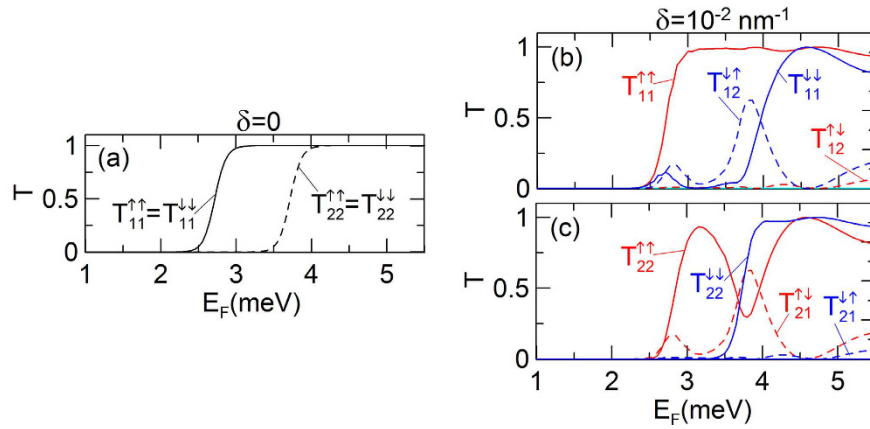 δ=0
(a)
T
1
0.5
0
T₁₁↑↑=T₁₁↓↓
T₂₂↑↑=T₂₂↓↓
1 2 3 4 5
E_F(meV)
δ=10⁻² nm⁻¹
(b)
1
0.5
0
T₁₁↑↑
T₁₂↓↑
T₁₁↓↓
T₁₂↑↓
(c)
1
0.5
0
T₂₂↑↑
T₂₂↓↓
T₂₁↑↓
T₂₁↓↑
1 2 3 4 5
E_F(meV)